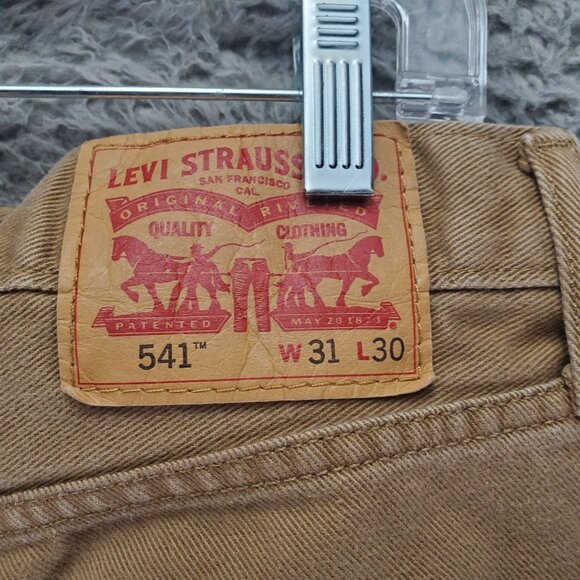 LEVI STRAUSS
SAN FRANCISCO
CAL.
ORIGINAL RIVETED
QUALITY CLOTHING
PATENTED MAY 20 1873
541™ W 31 L 30